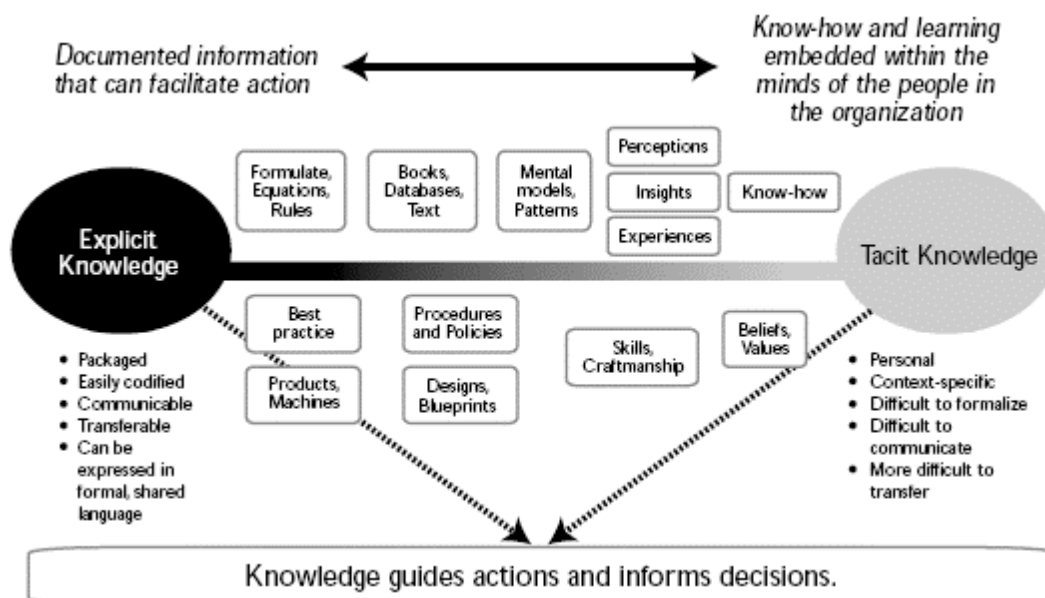 Documented information
that can facilitate action
Know-how and learning
embedded within the
minds of the people in
the organization
Formulate,
Equations,
Rules
Books,
Databases,
Text
Mental
models,
Patterns
Perceptions
Insights
Experiences
Know-how
Explicit
Knowledge
Tacit Knowledge
Best
practice
Procedures
and Policies
Products,
Machines
Designs,
Blueprints
Skills,
Craftmanship
Beliefs,
Values
• Packaged
• Easily codified
• Communicable
• Transferable
• Can be
expressed in
formal, shared
language
• Personal
• Context-specific
• Difficult to formalize
• Difficult to
communicate
• More difficult to
transfer
Knowledge guides actions and informs decisions.